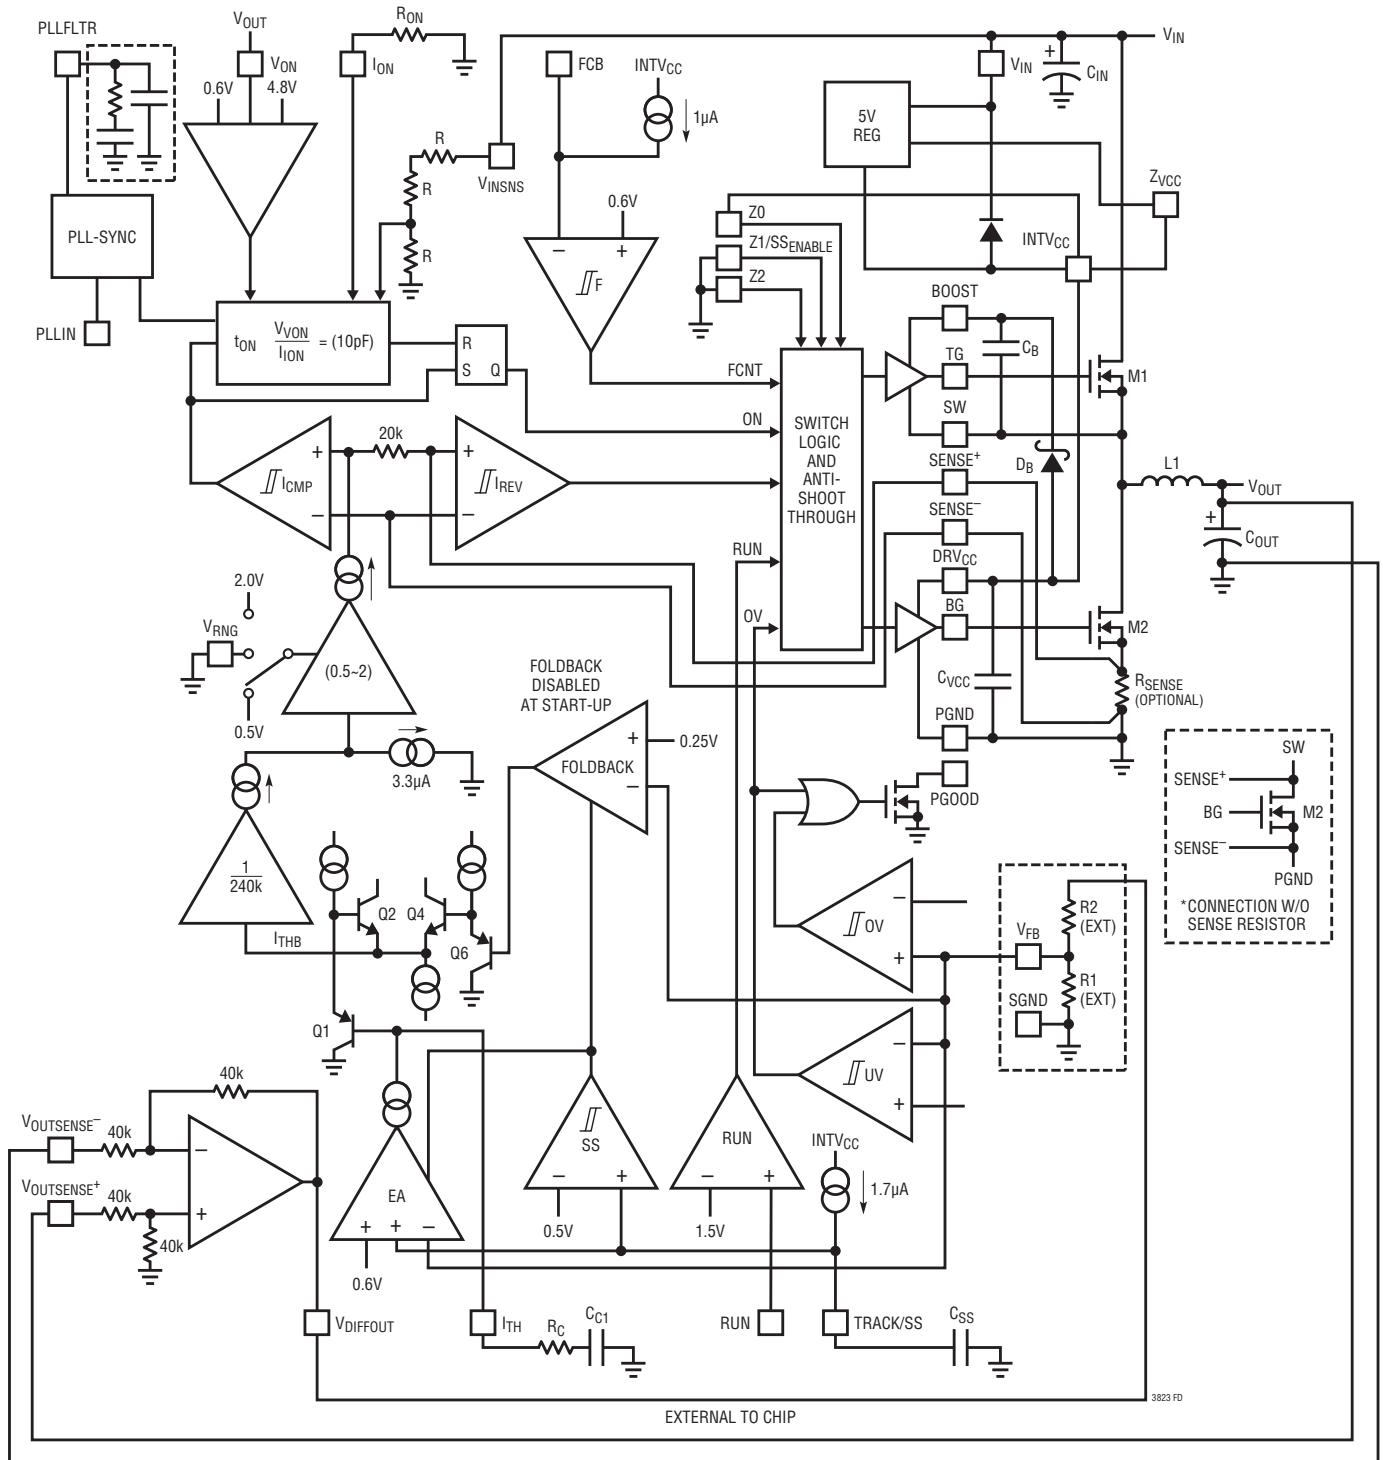 PLLFLTR
VOUT
RON
VON
ION
FCB
INTVCC
1µA
VIN
VIN
CIN
0.6V
4.8V
5V
REG
R
VINSNS
R
R
ZVCC
0.6V
Z0
Z1/SSENABLE
Z2
INTVCC
PLL-SYNC
– +
F
BOOST
PLLIN
tON VVON/IION = (10pF)
R
S Q
TG
CB
M1
FCNT
SW
ON
SWITCH
LOGIC
AND
ANTI-
SHOOT
THROUGH
20k
+
–
ICMP
+
–
IREV
SENSE+
DB
L1
VOUT
SENSE–
+
COUT
RUN
DRVCC
2.0V
BG
M2
OV
VRNG
(0.5~2)
FOLDBACK
DISABLED
AT START-UP
CVCC
RSENSE
(OPTIONAL)
0.5V
PGND
+
–
0.25V
FOLDBACK
3.3µA
PGOOD
SW
SENSE+
BG
M2
SENSE–
PGND
*CONNECTION W/O
SENSE RESISTOR
1
240k
Q2 Q4
Q6
ITHB
–
OV
+
R2
(EXT)
VFB
R1
(EXT)
SGND
Q1
–
UV
+
40k
VOUTSENSE–
40k
–
VOUTSENSE+
40k
+
40k
SS
– +
0.5V
RUN
– +
1.5V
INTVCC
1.7µA
EA
+ + –
0.6V
VDIFFOUT
ITH
RC
CC1
RUN
TRACK/SS
CSS
3823 FD
EXTERNAL TO CHIP